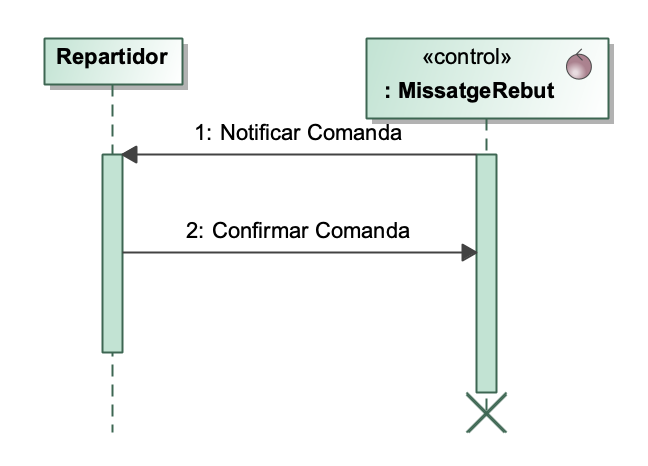 Repartidor
«control»
: MissatgeRebut
1: Notificar Comanda
2: Confirmar Comanda